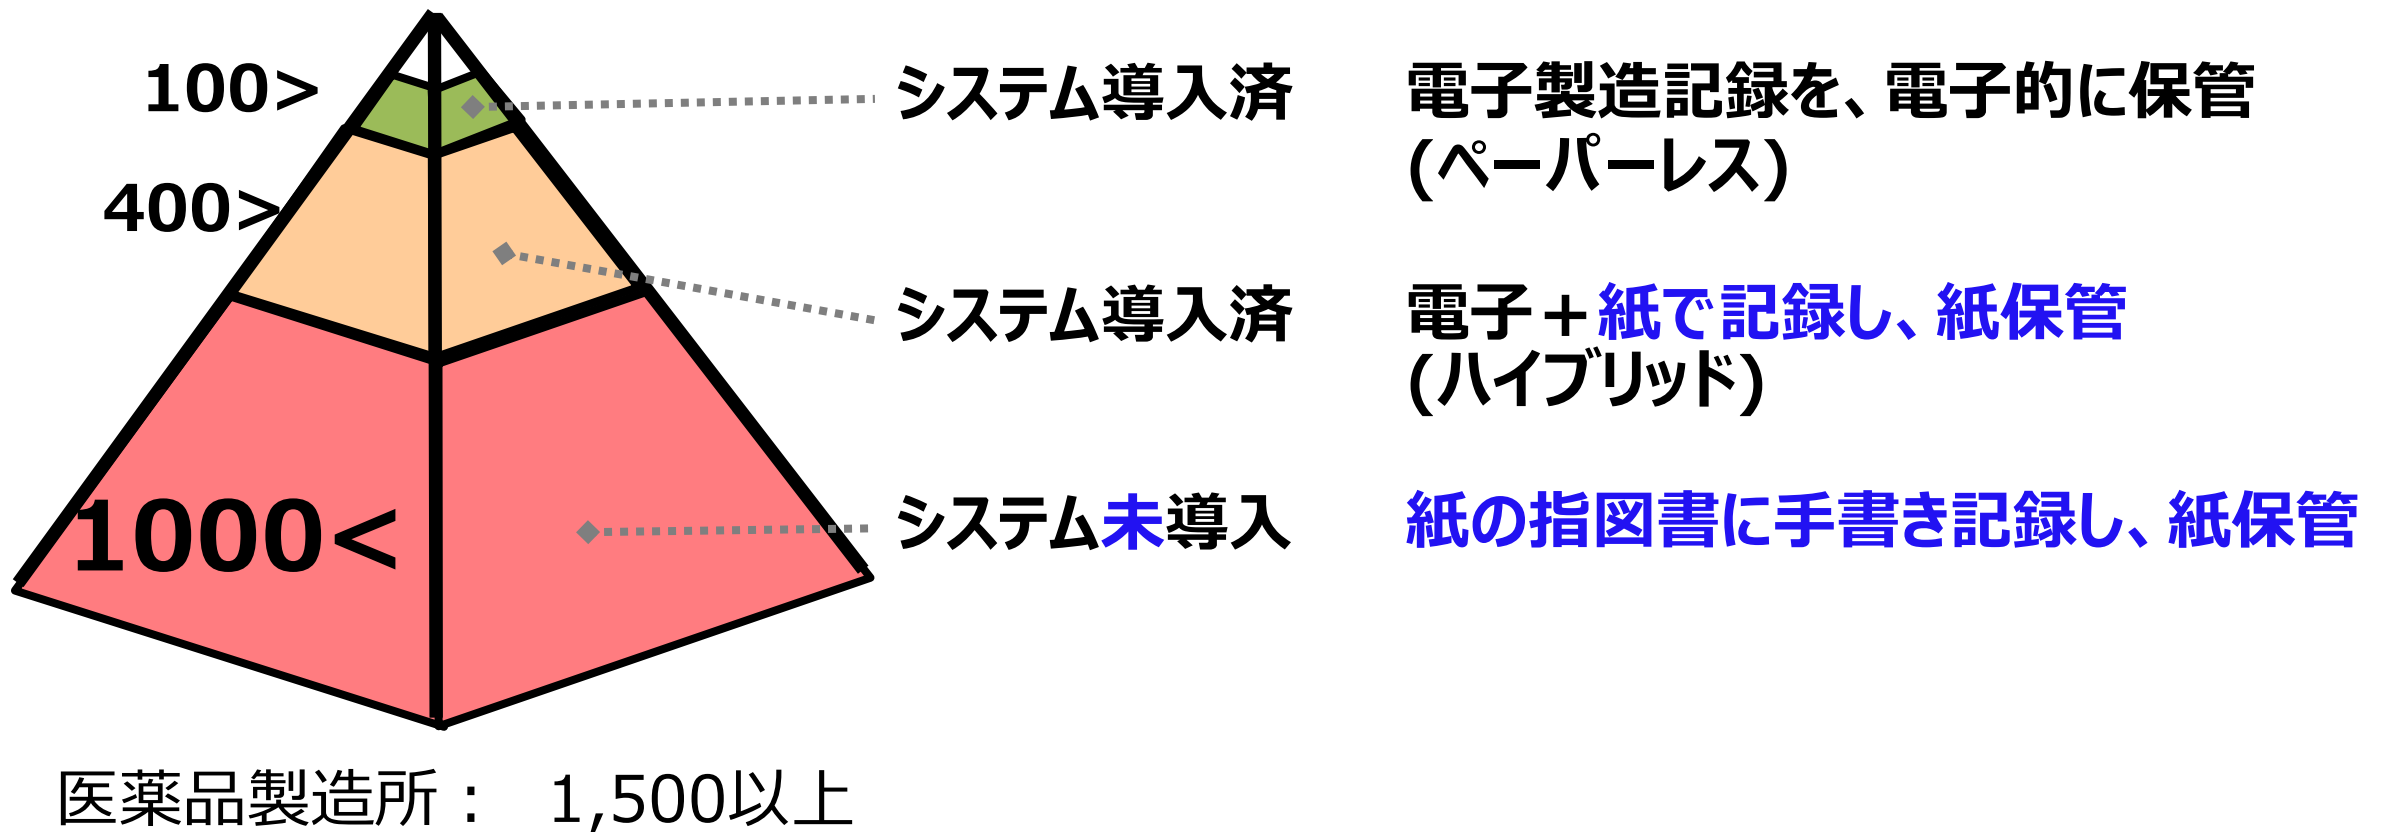 100>
システム導入済
電子製造記録を、電子的に保管
(ペーパーレス)
400>
システム導入済
電子+紙で記録し、紙保管
(ハイブリッド)
1000<
システム未導入
紙の指図書に手書き記録し、紙保管
医薬品製造所： 1,500以上